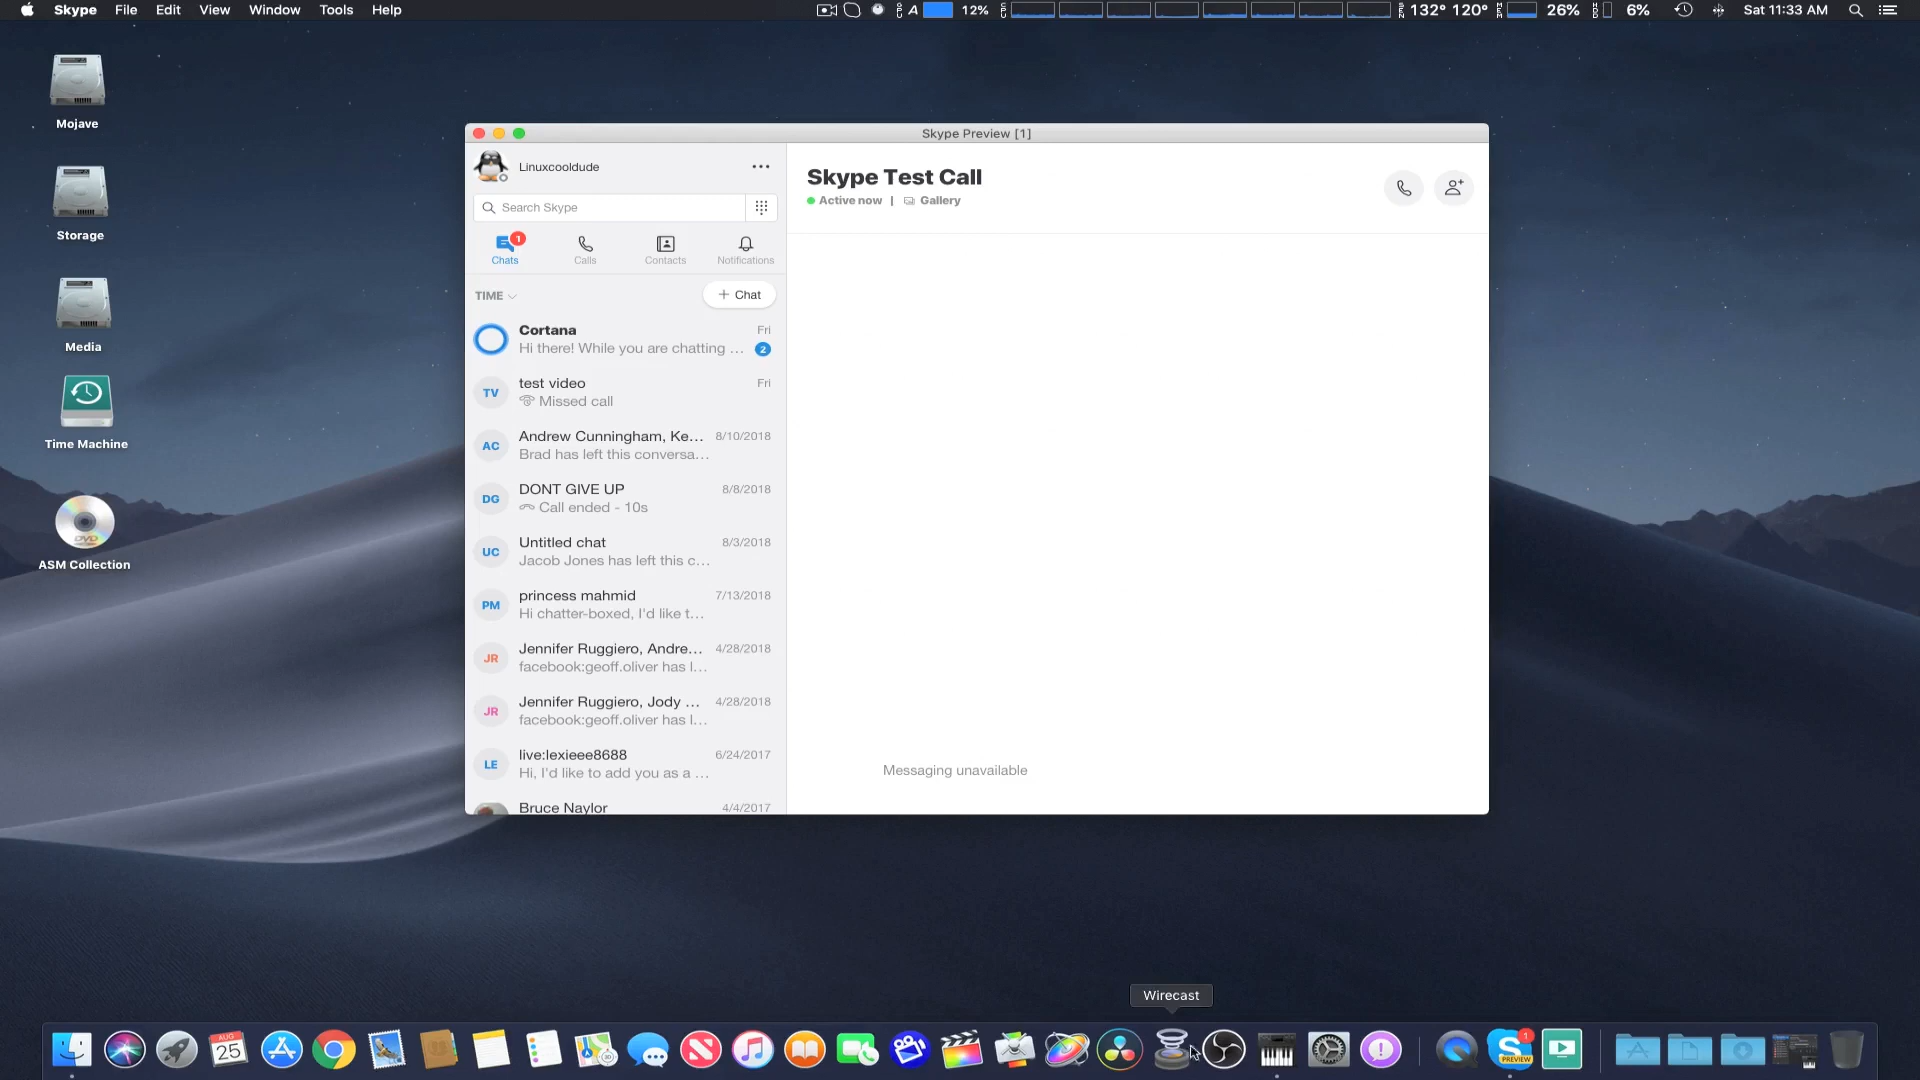 Skype File Edit View Window Tools Help
A 12% 132° 120° 26% 6% Sat 11:33 AM
Mojave
Storage
Media
Time Machine
DVD
ASM Collection
Skype Preview [1]
Linuxcooldude
Search Skype
1
Chats Calls Contacts Notifications
TIME
Chat
Cortana Fri
Hi there! While you are chatting ... 2
TV test video Fri
Missed call
AC Andrew Cunningham, Ke... 8/10/2018
Brad has left this conversa...
DG DONT GIVE UP 8/8/2018
Call ended - 10s
UC Untitled chat 8/3/2018
Jacob Jones has left this c...
PM princess mahmid 7/13/2018
Hi chatter-boxed, I'd like t...
JR Jennifer Ruggiero, Andre... 4/28/2018
facebook:geoff.oliver has l...
JR Jennifer Ruggiero, Jody ... 4/28/2018
facebook:geoff.oliver has l...
LE live:lexieee8688 6/24/2017
Hi, I'd like to add you as a ...
Bruce Naylor 4/4/2017
Skype Test Call
Active now | Gallery
Messaging unavailable
Wirecast
AUG
25
1
PREVIEW